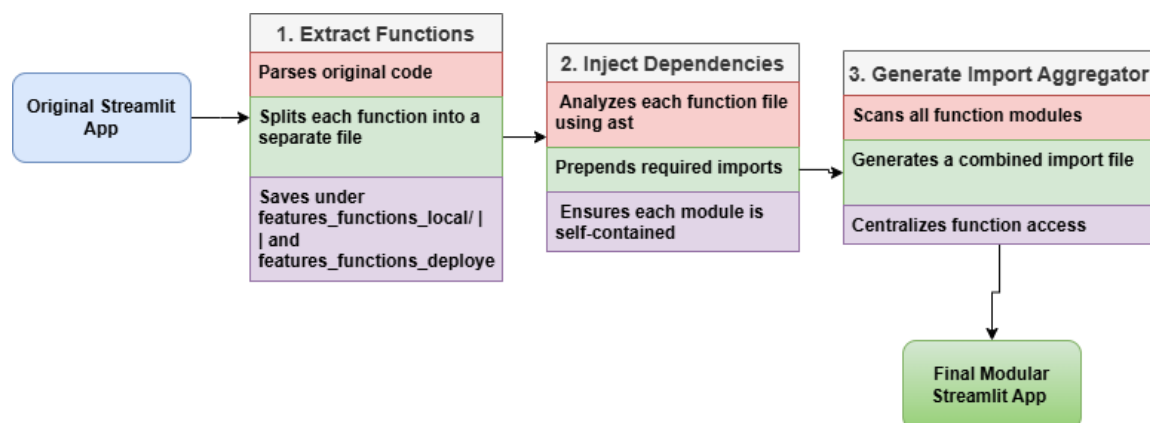 Original Streamlit
App
1. Extract Functions
Parses original code
Splits each function into a
separate file
Saves under
features_functions_local/ |
| and
features_functions_deploye
2. Inject Dependencies
Analyzes each function file
using ast
Prepends required imports
Ensures each module is
self-contained
3. Generate Import Aggregator
Scans all function modules
Generates a combined import file
Centralizes function access
Final Modular
Streamlit App